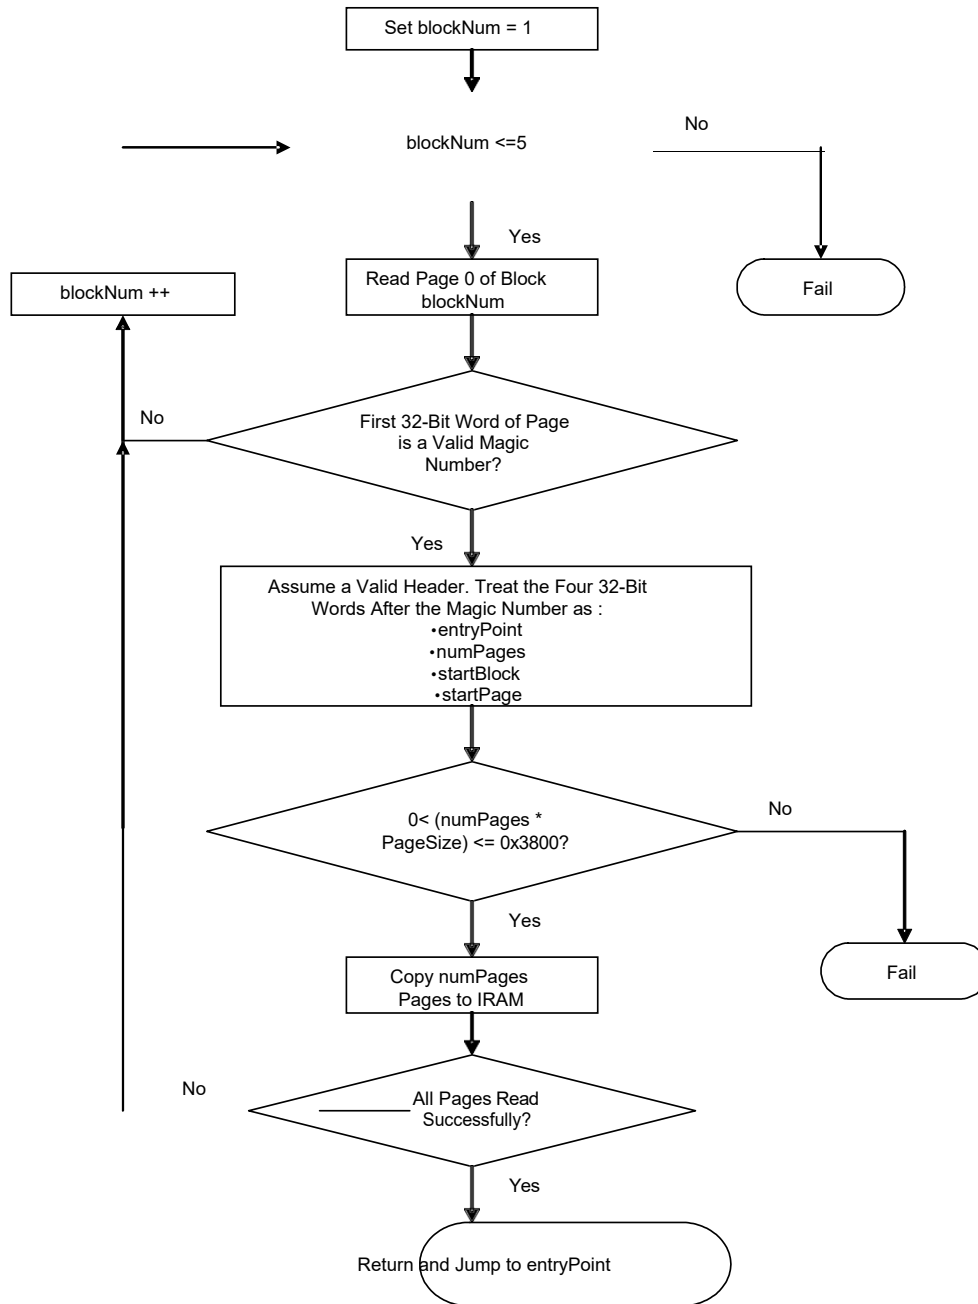 Set blockNum = 1
No
blockNum <=5
Yes
Read Page 0 of Block
blockNum
blockNum ++
Fail
No
First 32-Bit Word of Page
is a Valid Magic
Number?
Yes
Assume a Valid Header. Treat the Four 32-Bit
Words After the Magic Number as :
•entryPoint
•numPages
•startBlock
•startPage
No
0< (numPages *
PageSize) <= 0x3800?
Yes
Copy numPages
Pages to IRAM
Fail
No
All Pages Read
Successfully?
Yes
Return and Jump to entryPoint